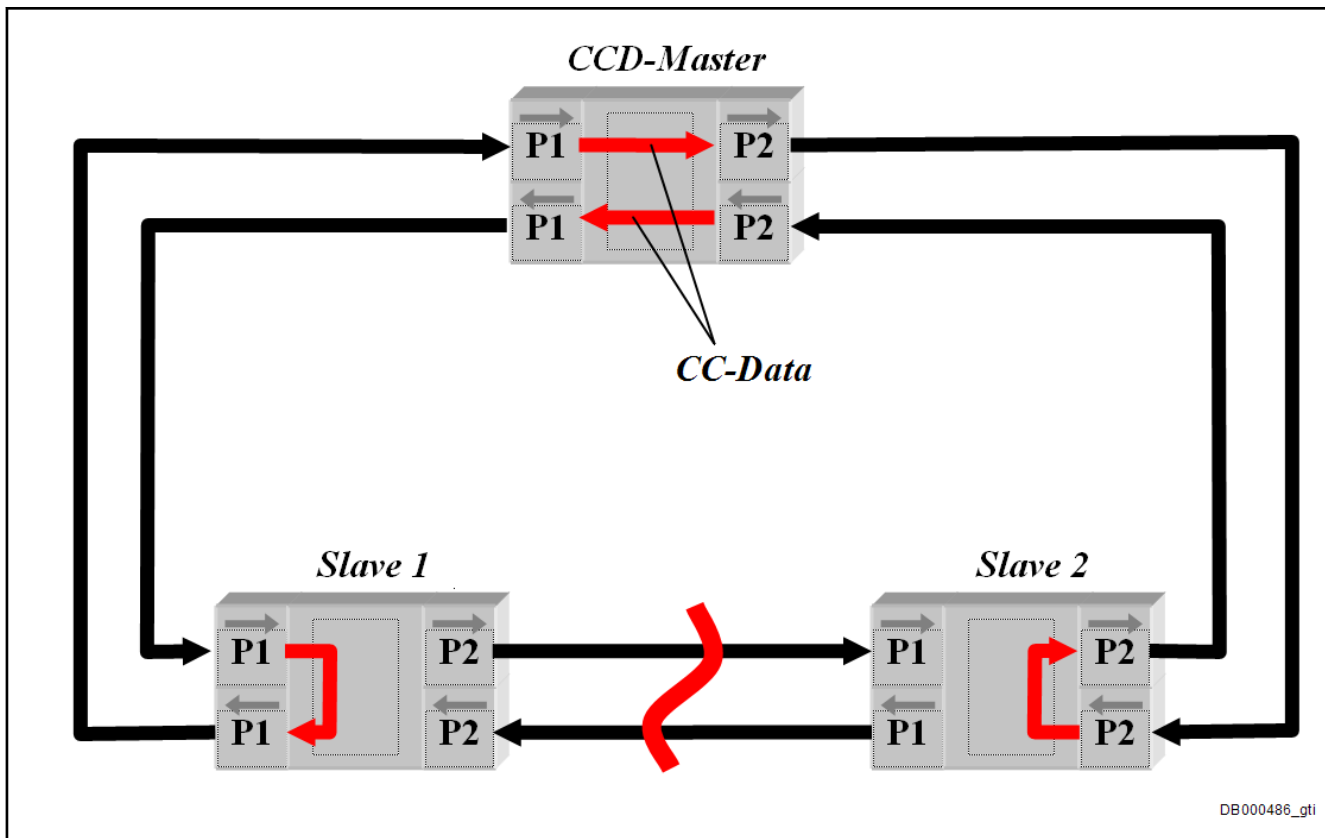 CCD-Master
P1 P2
P1 P2
CC-Data
Slave 1 Slave 2
P1 P2 P1 P2
P1 P2 P1 P2
DB000486_gti